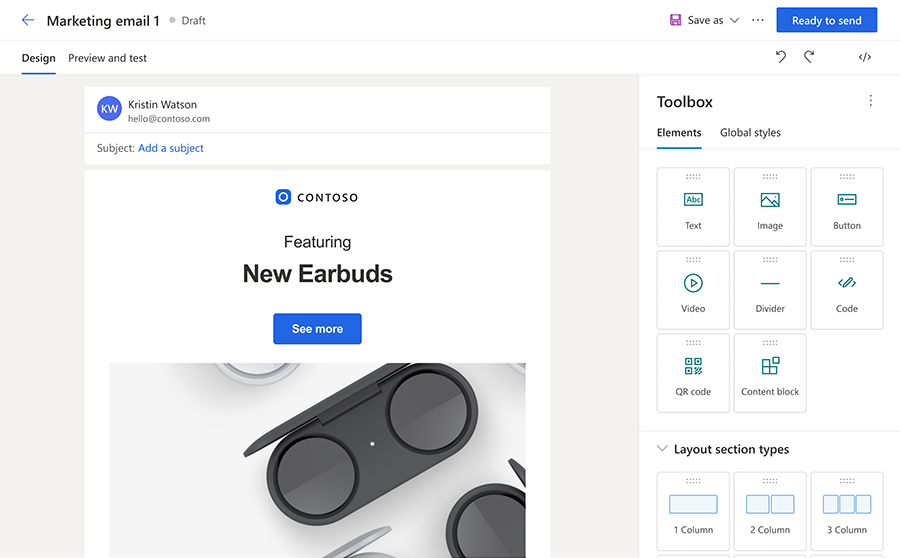 Marketing email 1 Draft
Save as
Ready to send
Design
Preview and test
Toolbox
KW
Kristin Watson
hello@contoso.com
Elements
Global styles
Subject: Add a subject
CONTOSO
Featuring
New Earbuds
See more
Abc
Text
Image
Button
Video
Divider
Code
QR code
Content block
Layout section types
1 Column
2 Column
3 Column